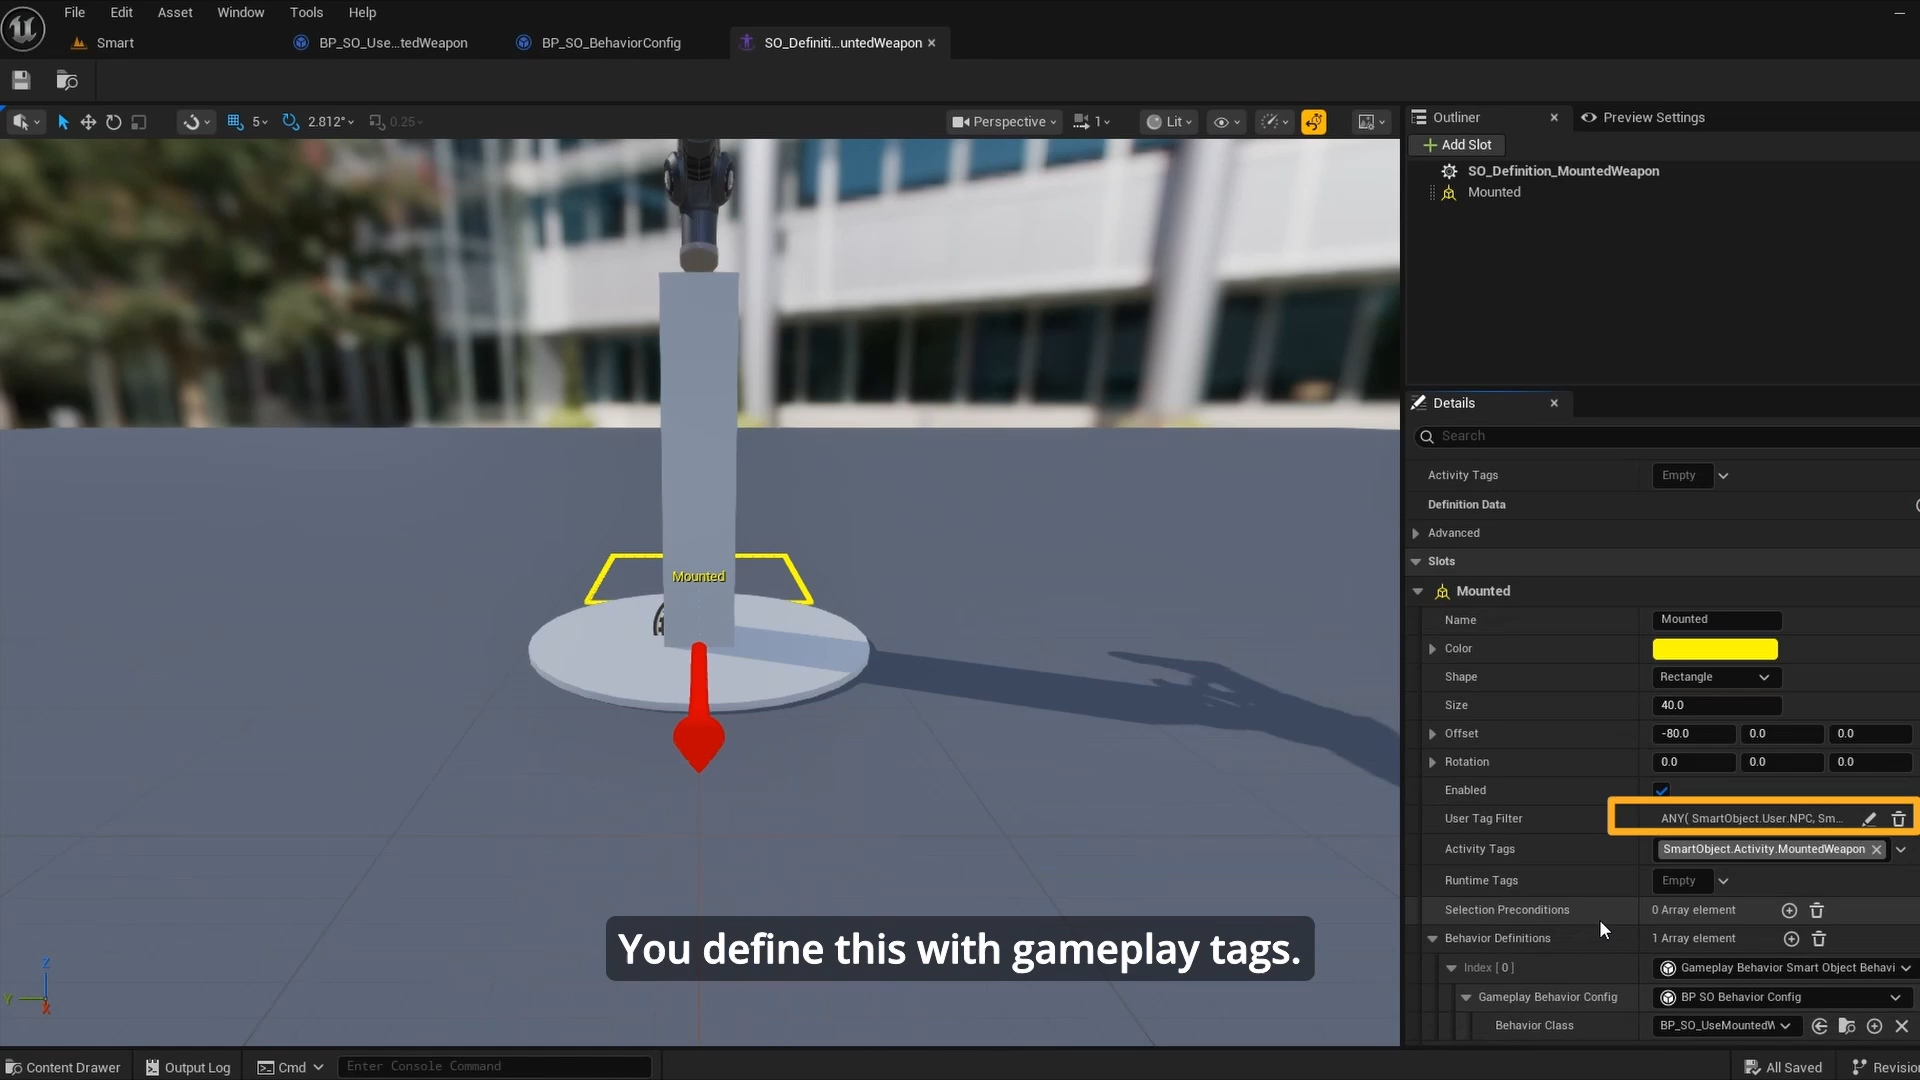 File Edit Asset Window Tools Help
Smart BP_SO_Use...tedWeapon BP_SO_BehaviorConfig SO_Definiti...untedWeapon
5 2.812° 0.25 Perspective 1 Lit
Outliner Preview Settings
Add Slot
SO_Definition_MountedWeapon
Mounted
Details
Search
Activity Tags Empty
Definition Data
Advanced
Slots
Mounted
Name Mounted
Color
Shape Rectangle
Size 40.0
Offset -80.0 0.0 0.0
Rotation 0.0 0.0 0.0
Enabled
User Tag Filter ANY( SmartObject.User.NPC, Sm...
Activity Tags SmartObject.Activity.MountedWeapon
Runtime Tags Empty
Selection Preconditions 0 Array element
Behavior Definitions 1 Array element
Index [ 0 ] Gameplay Behavior Smart Object Behavi
Gameplay Behavior Config BP SO Behavior Config
Behavior Class BP_SO_UseMountedW
Mounted
You define this with gameplay tags.
Z
Y
X
Content Drawer Output Log Cmd Enter Console Command All Saved Revision